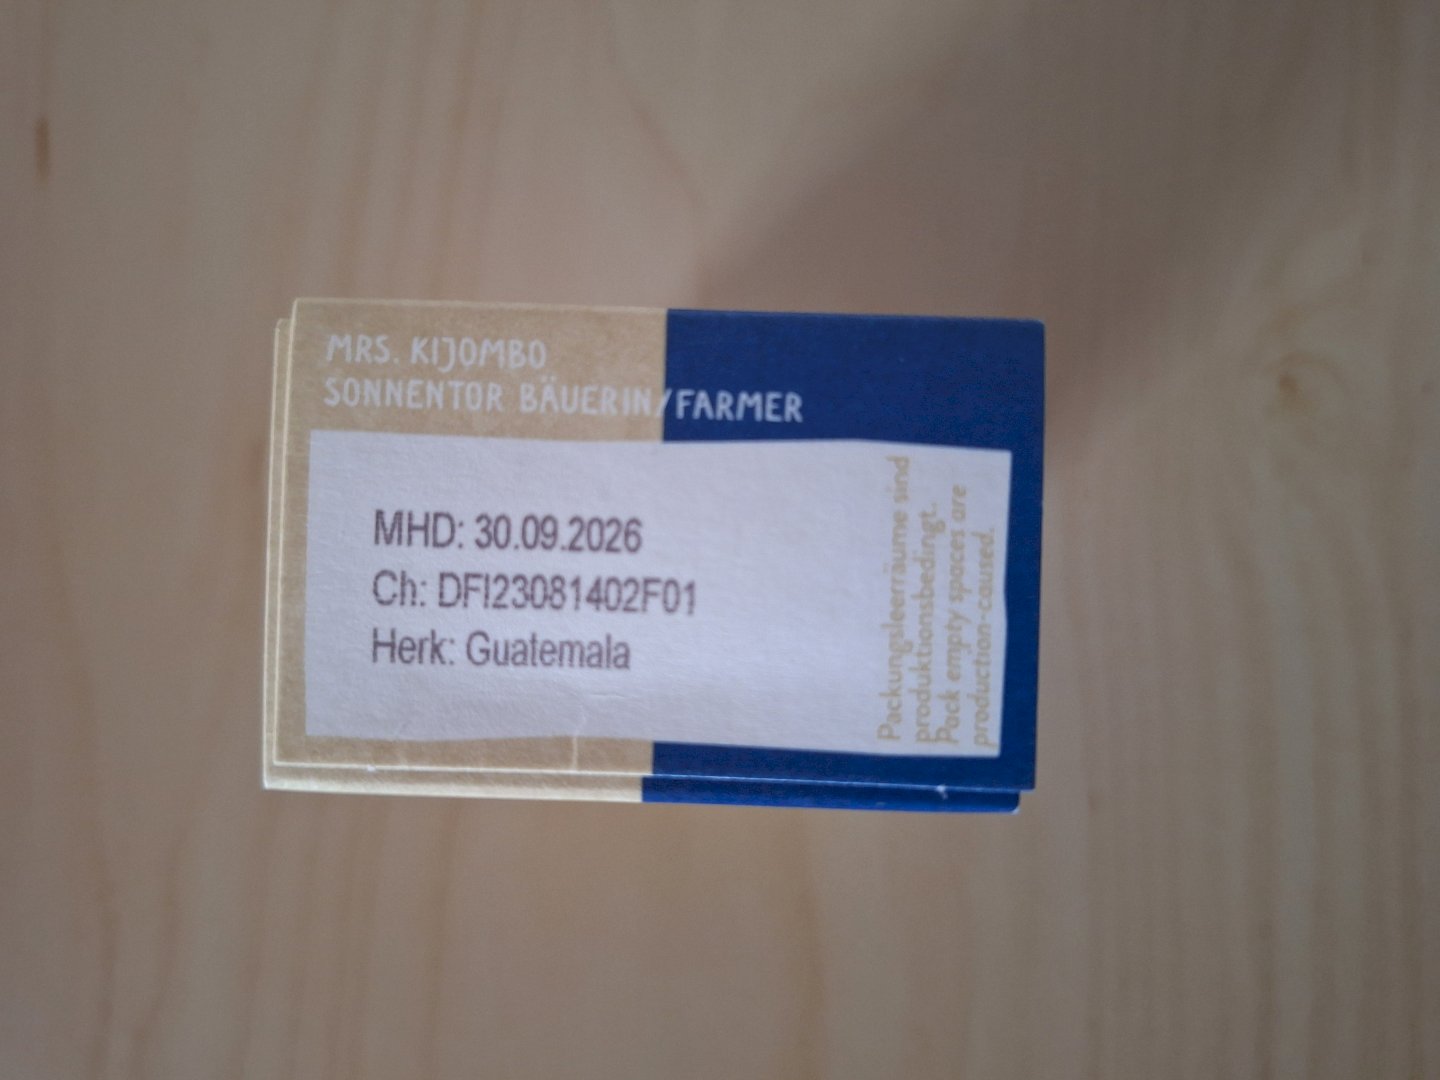 MRS. KIJOMBO
SONNENTOR BÄUERIN/FARMER
MHD: 30.09.2026
Ch: DFI23081402F01
Herk: Guatemala
Packungsleerräume sind
produktionsbedingt.
Pack empty spaces are
production-caused.